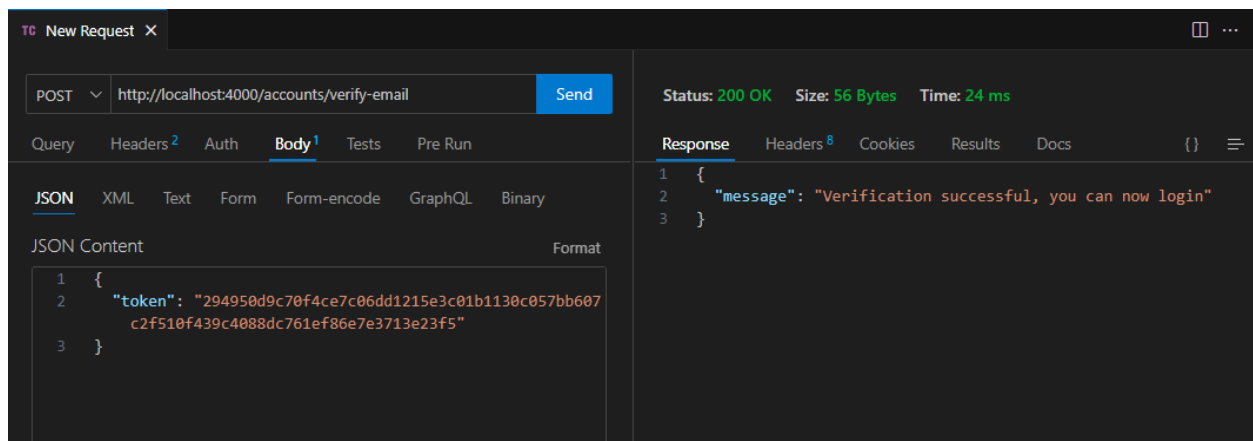 TC New Request ×
POST http://localhost:4000/accounts/verify-email Send
Query Headers 2 Auth Body 1 Tests Pre Run
JSON XML Text Form Form-encode GraphQL Binary
JSON Content Format
1 {
2 "token": "294950d9c70f4ce7c06dd1215e3c01b1130c057bb607
c2f510f439c4088dc761ef86e7e3713e23f5"
3 }
Status: 200 OK Size: 56 Bytes Time: 24 ms
Response Headers 8 Cookies Results Docs {}
1 {
2 "message": "Verification successful, you can now login"
3 }